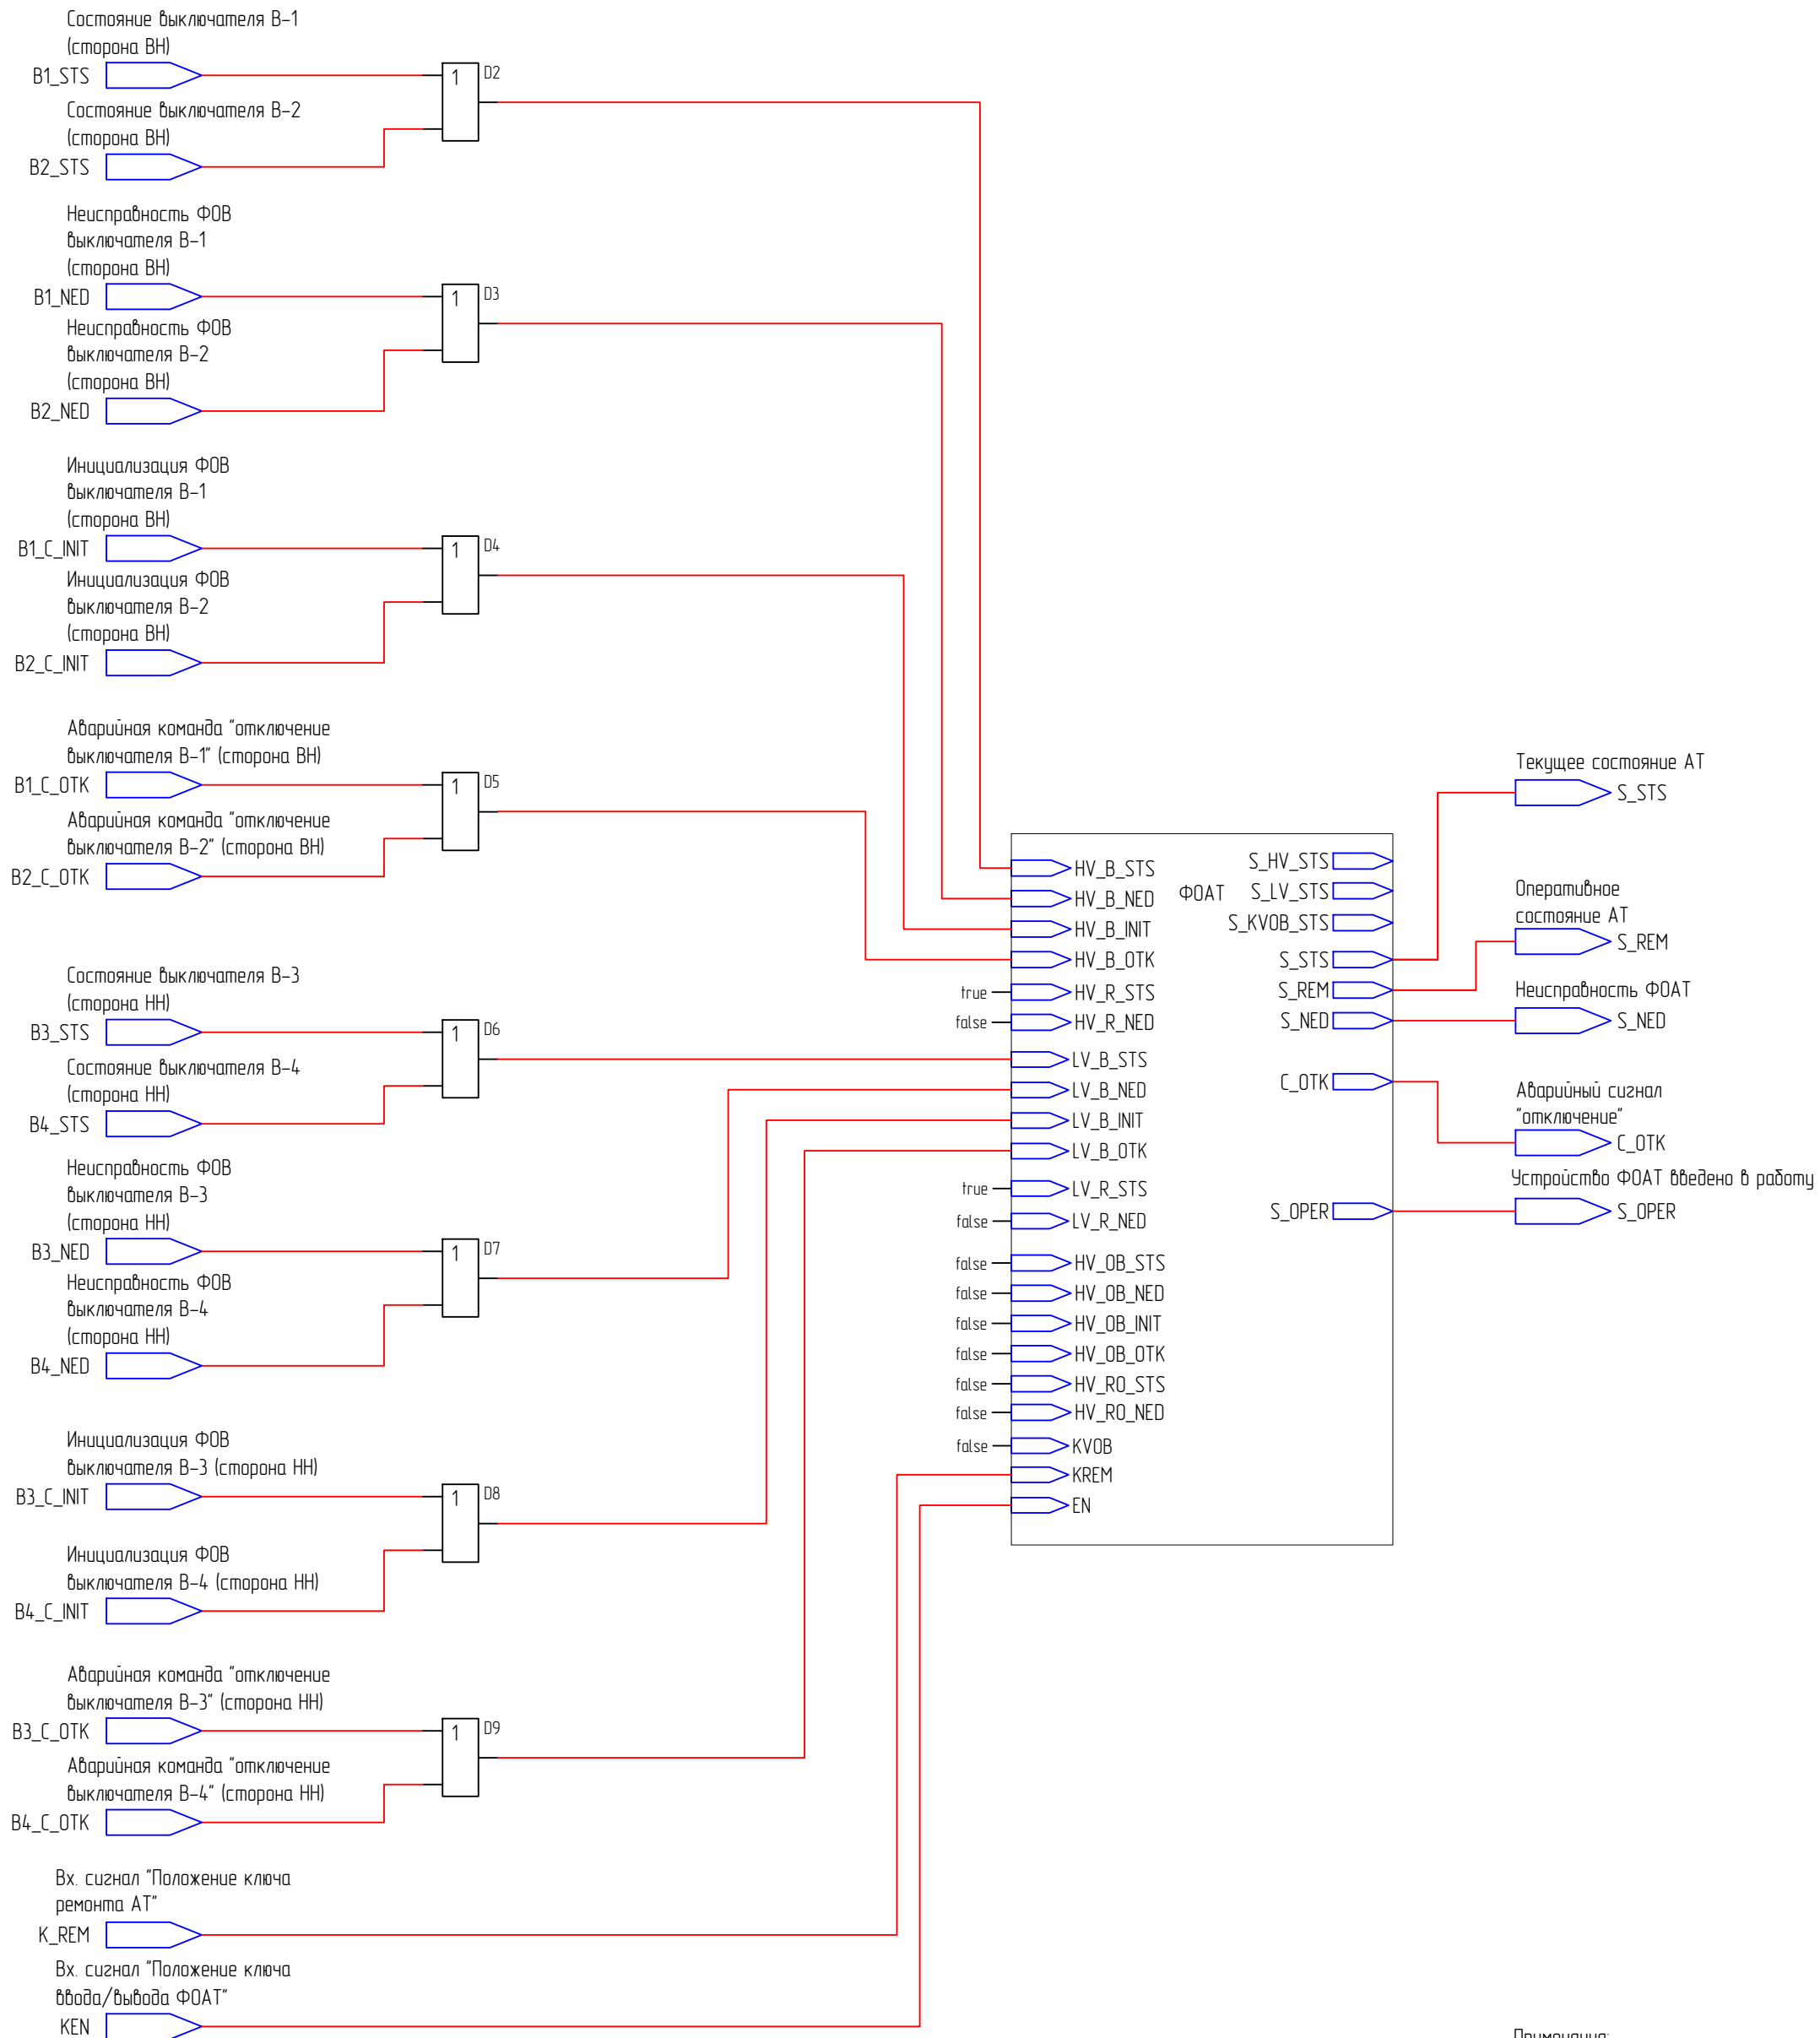 Состояние выключателя В-1
(сторона ВН)
B1_STS
Состояние выключателя В-2
(сторона ВН)
B2_STS
1
D2
Неисправность ФОВ
выключателя В-1
(сторона ВН)
B1_NED
Неисправность ФОВ
выключателя В-2
(сторона ВН)
B2_NED
1
D3
Инициализация ФОВ
выключателя В-1
(сторона ВН)
B1_C_INIT
Инициализация ФОВ
выключателя В-2
(сторона ВН)
B2_C_INIT
1
D4
Аварийная команда "отключение
выключателя В-1" (сторона ВН)
B1_C_OTK
Аварийная команда "отключение
выключателя В-2" (сторона ВН)
B2_C_OTK
1
D5
Состояние выключателя В-3
(сторона НН)
B3_STS
Состояние выключателя В-4
(сторона НН)
B4_STS
1
D6
Неисправность ФОВ
выключателя В-3
(сторона НН)
B3_NED
Неисправность ФОВ
выключателя В-4
(сторона НН)
B4_NED
1
D7
Инициализация ФОВ
выключателя В-3 (сторона НН)
B3_C_INIT
Инициализация ФОВ
выключателя В-4 (сторона НН)
B4_C_INIT
1
D8
Аварийная команда "отключение
выключателя В-3" (сторона НН)
B3_C_OTK
Аварийная команда "отключение
выключателя В-4" (сторона НН)
B4_C_OTK
1
D9
Вх. сигнал "Положение ключа
ремонта АТ"
K_REM
Вх. сигнал "Положение ключа
ввода/вывода ФОАТ"
KEN
ФОАТ
HV_B_STS
HV_B_NED
HV_B_INIT
HV_B_OTK
true HV_R_STS
false HV_R_NED
LV_B_STS
LV_B_NED
LV_B_INIT
LV_B_OTK
true LV_R_STS
false LV_R_NED
false HV_OB_STS
false HV_OB_NED
false HV_OB_INIT
false HV_OB_OTK
false HV_RO_STS
false HV_RO_NED
false KVOB
KREM
EN
S_HV_STS
S_LV_STS
S_KVOB_STS
S_STS
S_REM
S_NED
C_OTK
S_OPER
Текущее состояние АТ
S_STS
Оперативное
состояние АТ
S_REM
Неисправность ФОАТ
S_NED
Аварийный сигнал
"отключение"
C_OTK
Устройство ФОАТ введено в работу
S_OPER
Примечания: